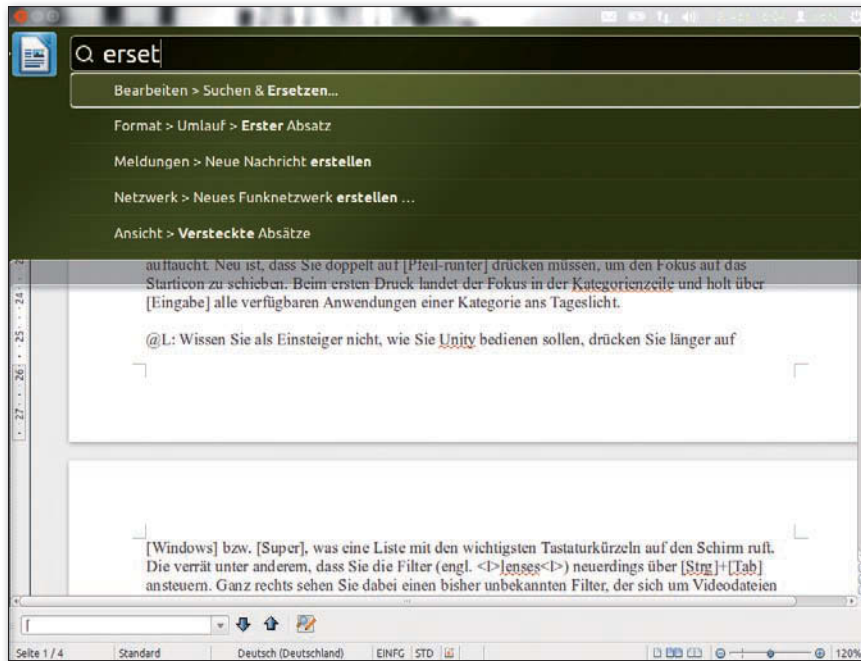 erset
Bearbeiten > Suchen & Ersetzen...
Format > Umlauf > Erster Absatz
Meldungen > Neue Nachricht erstellen
Netzwerk > Neues Funknetzwerk erstellen ...
Ansicht > Versteckte Absätze
auftaucht. Neu ist, dass Sie doppelt auf [Pfeil-runter] drücken müssen, um den Fokus auf das
Starticon zu schieben. Beim ersten Druck landet der Fokus in der Kategorienzeile und holt über
[Eingabe] alle verfügbaren Anwendungen einer Kategorie ans Tageslicht.
@L: Wissen Sie als Einsteiger nicht, wie Sie Unity bedienen sollen, drücken Sie länger auf
24
25
26
27
[Windows] bzw. [Super], was eine Liste mit den wichtigsten Tastaturkürzeln auf den Schirm ruft.
Die verrät unter anderem, dass Sie die Filter (engl. <I>lenses<I>) neuerdings über [Strg]+[Tab]
ansteuern. Ganz rechts sehen Sie dabei einen bisher unbekannten Filter, der sich um Videodateien
[
Seite 1 / 4 Standard Deutsch (Deutschland) EINFG STD 120%